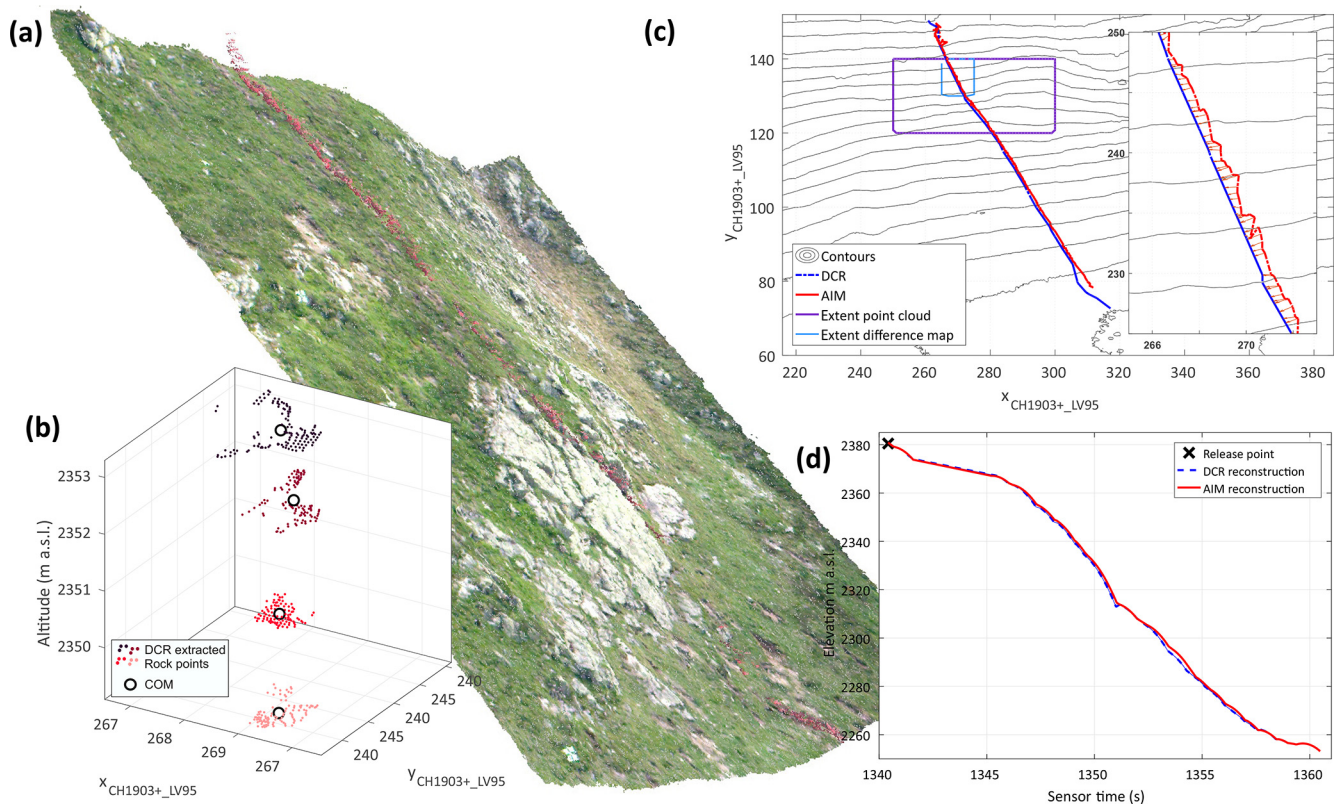 (a)
(b)
2353
2352
2351
2350
Altitude (m a.s.l.)
DCR extracted
Rock points
COM
267
268
269
267
x CH1903+_LV95
240
245
240
245
240
y CH1903+_LV95
(c)
140
120
100
80
60
y CH1903+_LV95
Contours
DCR
AIM
Extent point cloud
Extent difference map
220 240 260 280 300 320 340 360 380
x CH1903+_LV95
250
240
230
266 270
(d)
2380
2360
2340
2320
2300
2280
2260
Elevation m a.s.l.
Release point
DCR reconstruction
AIM reconstruction
1340 1345 1350 1355 1360
Sensor time (s)